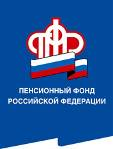 ПЕНСИОННЫЙ ФОНД
РОССИЙСКОЙ ФЕДЕРАЦИИ